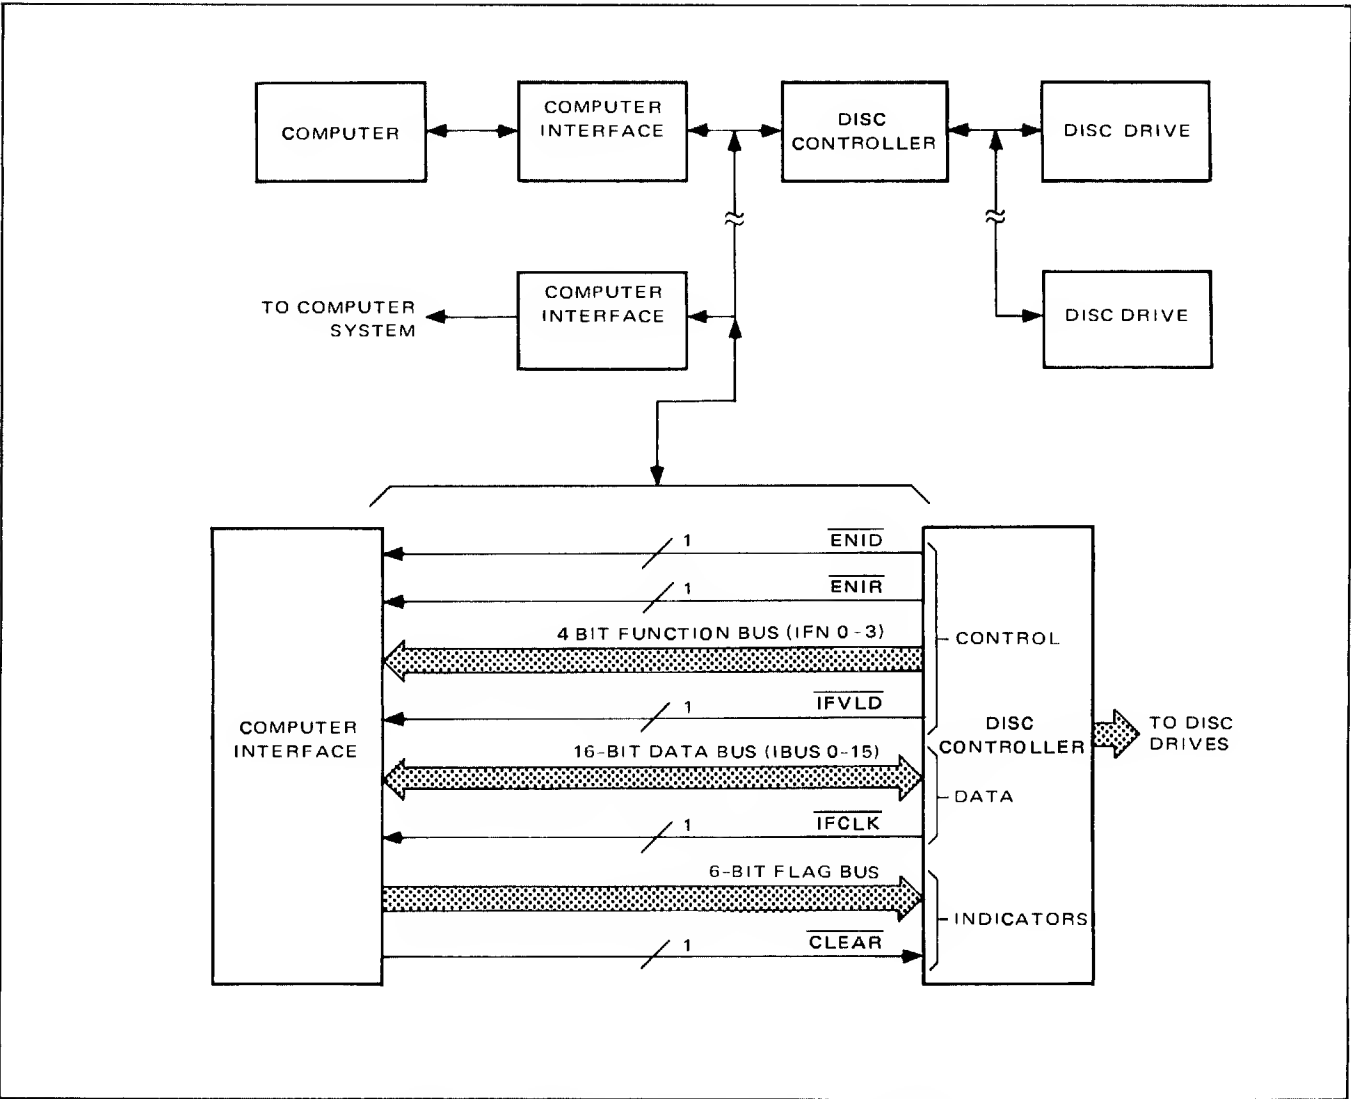 COMPUTER
COMPUTER
INTERFACE
DISC
CONTROLLER
DISC DRIVE
TO COMPUTER
SYSTEM
COMPUTER
INTERFACE
DISC DRIVE
1
ENID
1
ENIR
4 BIT FUNCTION BUS (IFN 0-3)
CONTROL
1
IFVLD
COMPUTER
INTERFACE
DISC
CONTROLLER
TO DISC
DRIVES
16-BIT DATA BUS (IBUS 0-15)
DATA
1
IFCLK
6-BIT FLAG BUS
INDICATORS
1
CLEAR